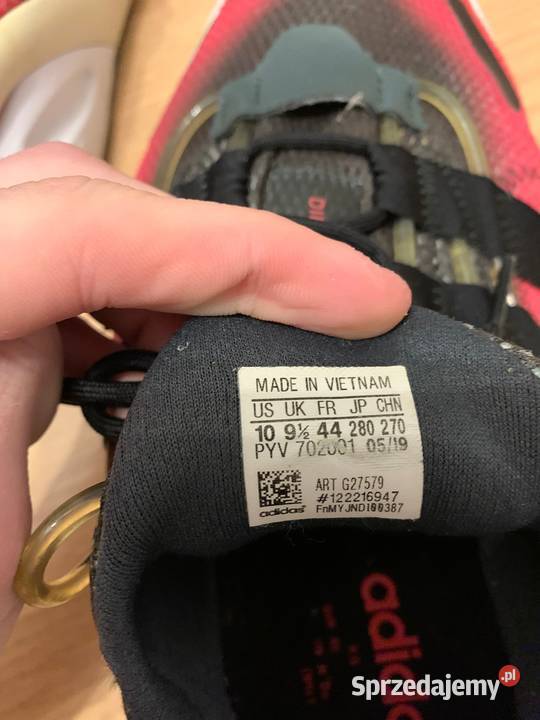 MADE IN VIETNAM
US UK FR JP CHN
10 9½ 44 280 270
PYV 702001 05/19
ART G27579
#122216947
adidas FnMYJND100387
adidas
Sprzedajemy.pl